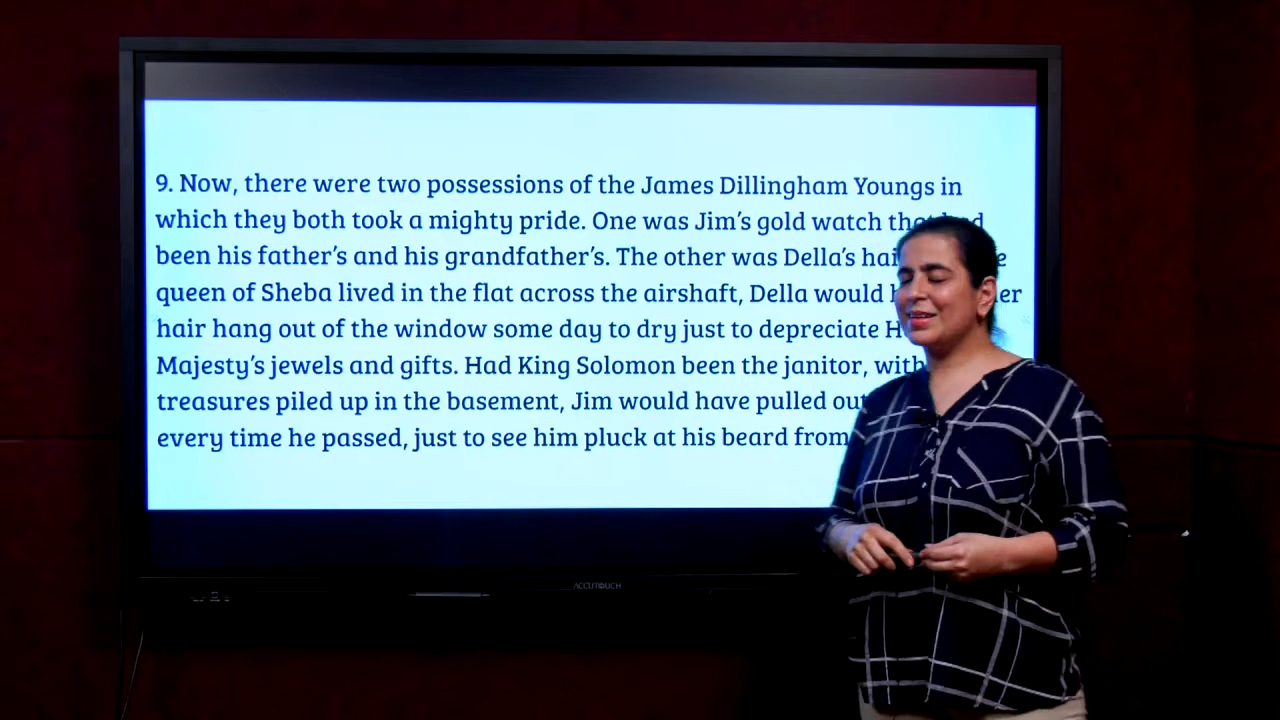 9. Now, there were two possessions of the James Dillingham Youngs in
which they both took a mighty pride. One was Jim's gold watch that had
been his father's and his grandfather's. The other was Della's
queen of Sheba lived in the flat across the airshaft, Della would
hair hang out of the window some day to dry just to depreciate
Majesty's jewels and gifts. Had King Solomon been the janitor, with
treasures piled up in the basement, Jim would have pulled out
every time he passed, just to see him pluck at his beard from
ACCUTOUCH